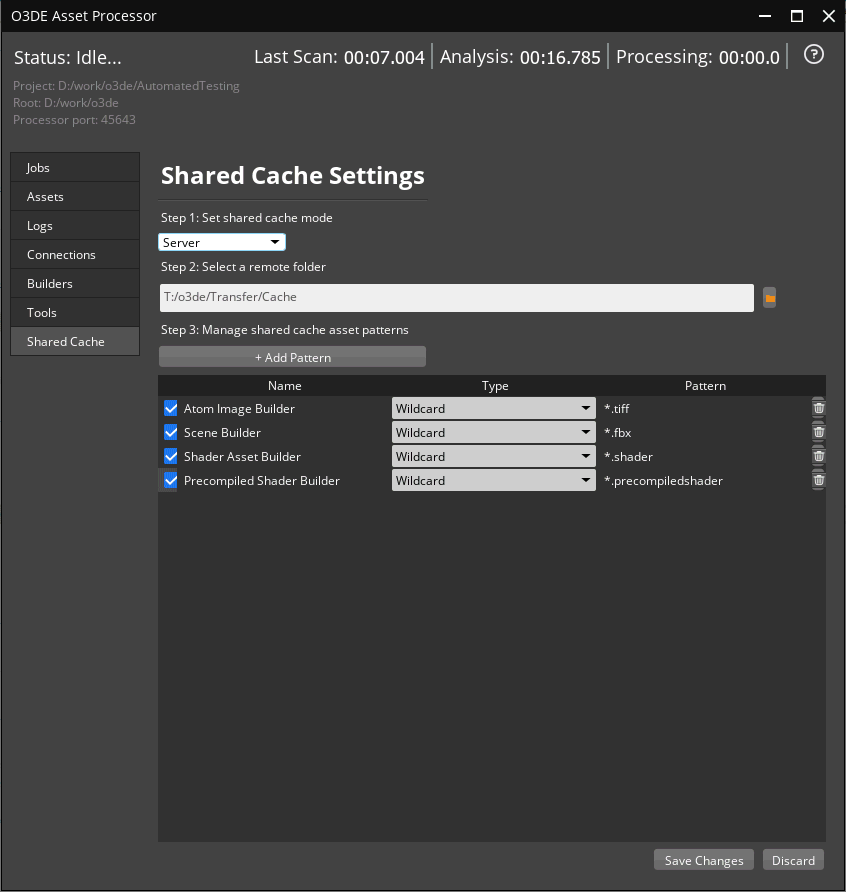 O3DE Asset Processor
Status: Idle... Last Scan: 00:07.004 Analysis: 00:16.785 Processing: 00:00.0 ?
Project: D:/work/o3de/AutomatedTesting
Root: D:/work/o3de
Processor port: 45643
Jobs
Assets
Logs
Connections
Builders
Tools
Shared Cache
Shared Cache Settings
Step 1: Set shared cache mode
Server
Step 2: Select a remote folder
T:/o3de/Transfer/Cache
Step 3: Manage shared cache asset patterns
+ Add Pattern
Name Type Pattern
Atom Image Builder Wildcard *.tiff
Scene Builder Wildcard *.fbx
Shader Asset Builder Wildcard *.shader
Precompiled Shader Builder Wildcard *.precompiledshader
Save Changes Discard